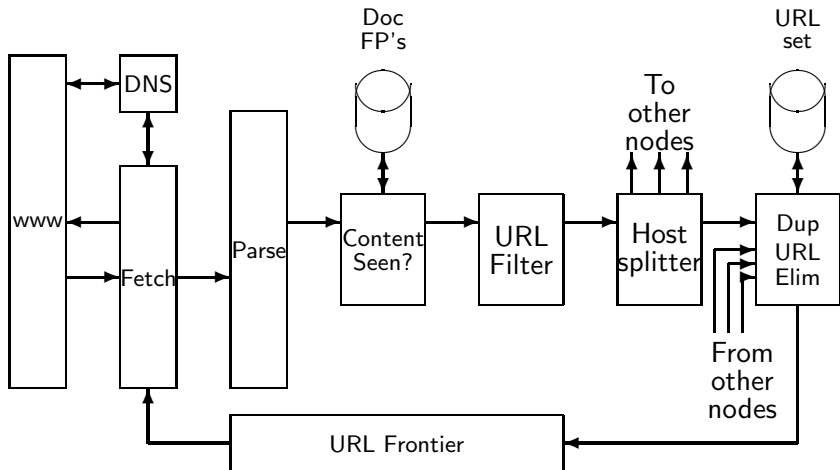 Doc
FP's
URL
set
DNS
To
other
nodes
www
Fetch
Parse
Content
Seen?
URL
Filter
Host
splitter
Dup
URL
Elim
From
other
nodes
URL Frontier